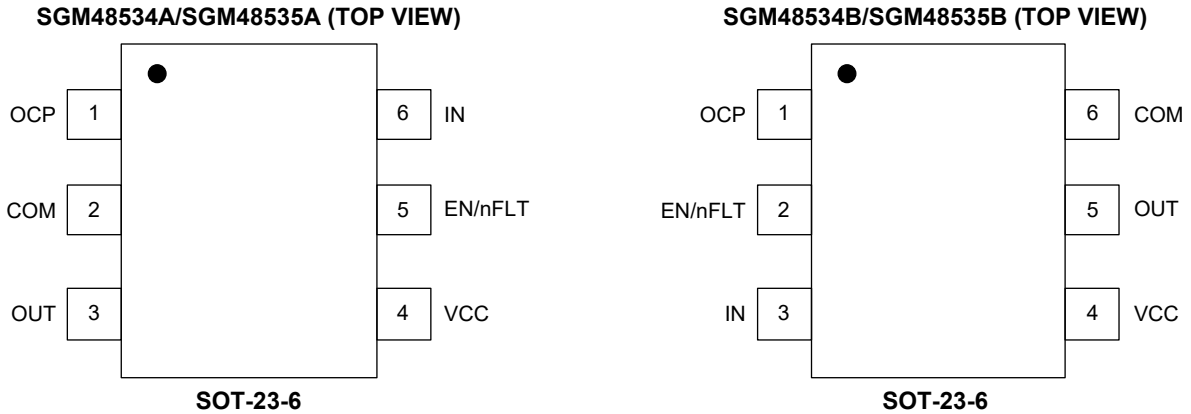 SGM48534A/SGM48535A (TOP VIEW)
OCP 1 6 IN
COM 2 5 EN/nFLT
OUT 3 4 VCC
SOT-23-6
SGM48534B/SGM48535B (TOP VIEW)
OCP 1 6 COM
EN/nFLT 2 5 OUT
IN 3 4 VCC
SOT-23-6